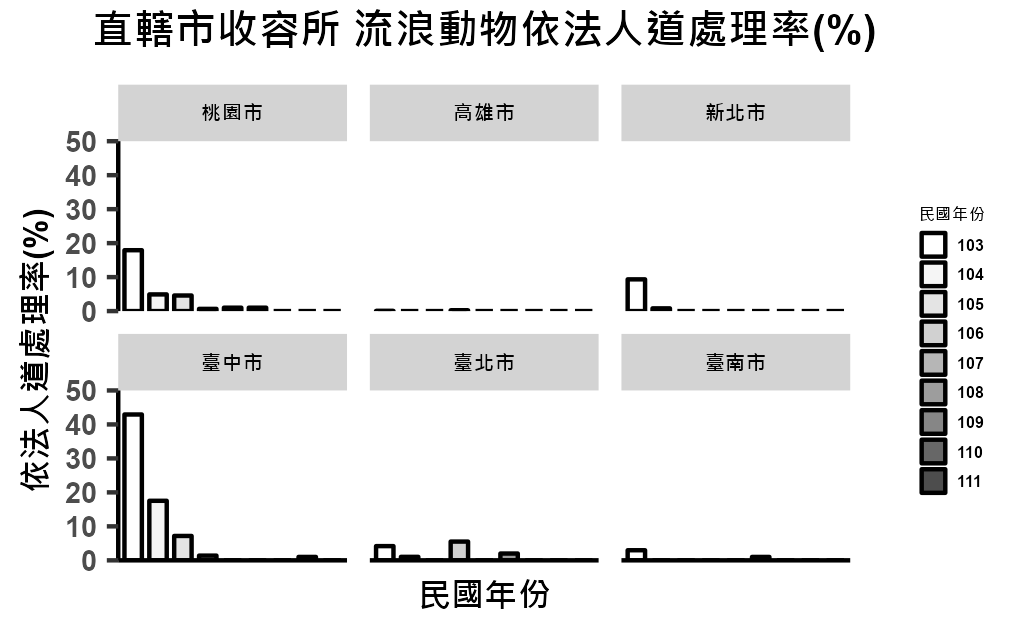 直轄市收容所 流浪動物依法人道處理率(%)
桃園市
高雄市
新北市
50
40
30
20
10
0
臺中市
臺北市
臺南市
50
40
30
20
10
0
依法人道處理率(%)
民國年份
民國年份
103
104
105
106
107
108
109
110
111